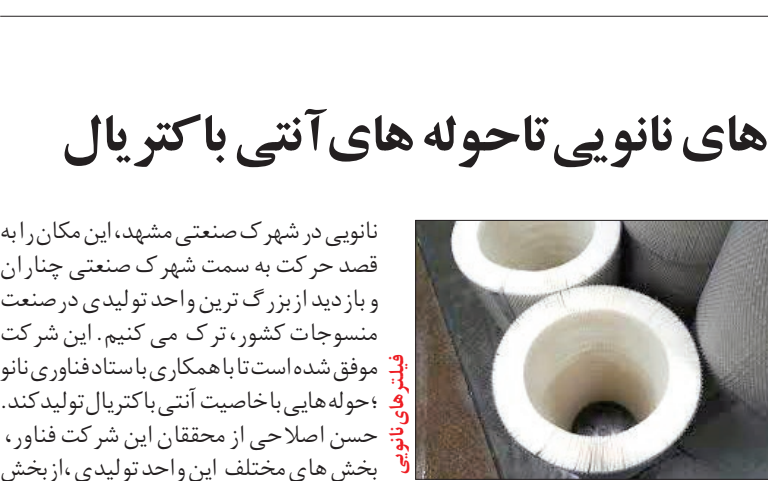 های نانویی تاحوله های آنتی باکتریال
نانویی در شهرک صنعتی مشهد، این مکان را به
قصد حرکت به سمت شهرک صنعتی چناران
و بازدید از بزرگ ترین واحد تولیدی در صنعت
منسوجات کشور، ترک می کنیم. این شرکت
موفق شده است تا با همکاری با ستاد فناوری نانو
؛حوله‌هایی با خاصیت آنتی باکتریال تولید کند.
حسن اصلاحی از محققان این شرکت فناور،
بخش های مختلف این واحد تولیدی ،از بخش
فیلترهای نانویی